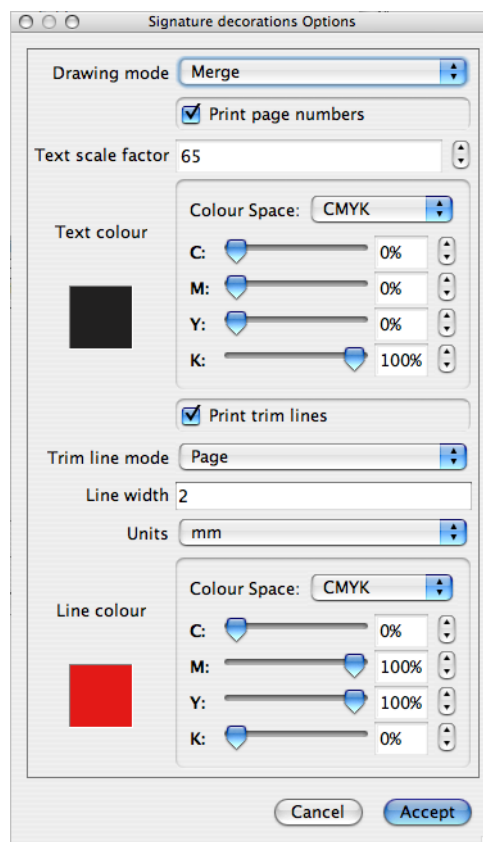 Signature decorations Options
Drawing mode Merge
Print page numbers
Text scale factor 65
Colour Space: CMYK
Text colour
C: 0%
M: 0%
Y: 0%
K: 100%
Print trim lines
Trim line mode Page
Line width 2
Units mm
Colour Space: CMYK
Line colour
C: 0%
M: 100%
Y: 100%
K: 0%
Cancel Accept